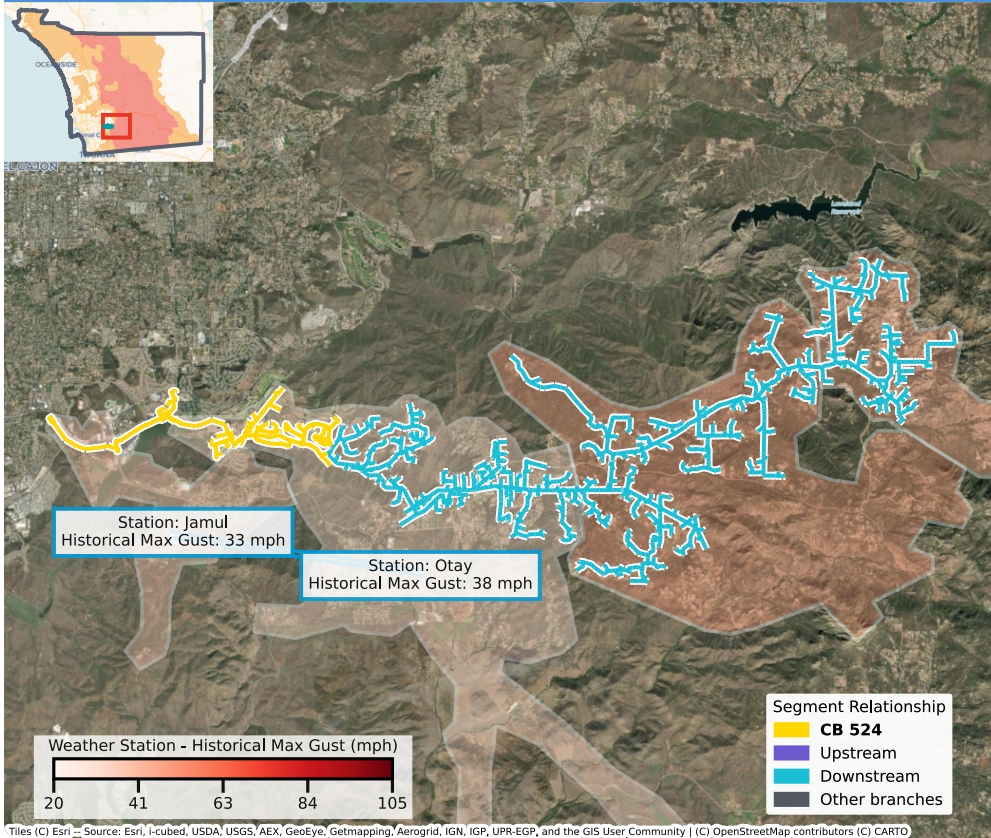 OCEANSIDE
EL CAJON
Loveland
Reservoir
Station: Jamul
Historical Max Gust: 33 mph
Station: Otay
Historical Max Gust: 38 mph
Segment Relationship
CB 524
Upstream
Downstream
Other branches
Weather Station - Historical Max Gust (mph)
20 41 63 84 105
Tiles (C) Esri -- Source: Esri, i-cubed, USDA, USGS, AEX, GeoEye, Getmapping, Aerogrid, IGN, IGP, UPR-EGP, and the GIS User Community | (C) OpenStreetMap contributors (C) CARTO